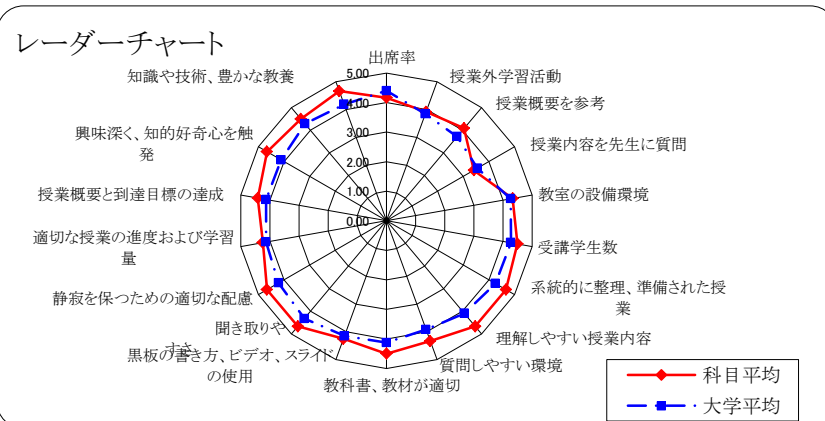 レーダーチャート
出席率
授業外学習活動
授業概要を参考
授業内容を先生に質問
教室の設備環境
受講学生数
系統的に整理、準備された授
業
理解しやすい授業内容
質問しやすい環境
教科書、教材が適切
黒板の書き方、ビデオ、スライド
の使用
聞き取りや
すさ
静寂を保つための適切な配慮
適切な授業の進度および学習
量
授業概要と到達目標の達成
興味深く、知的好奇心を触
発
知識や技術、豊かな教養
5.00
4.00
3.00
2.00
1.00
0.00
科目平均
大学平均